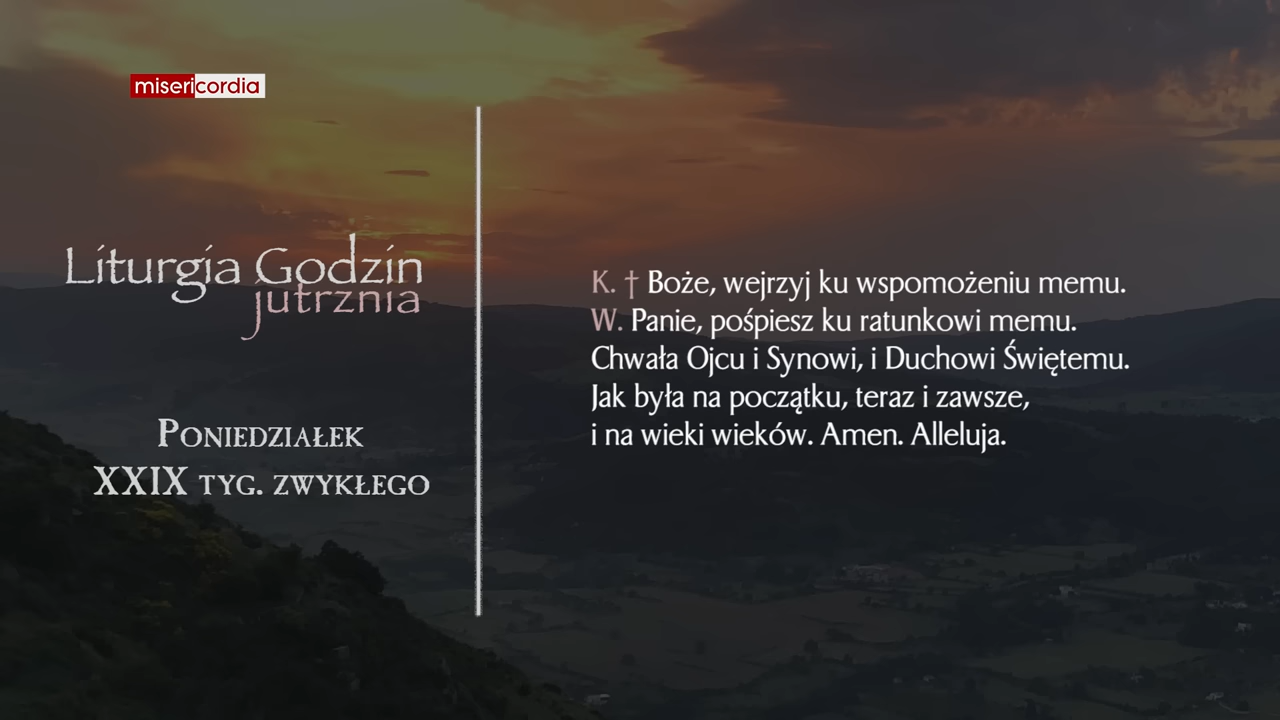 misericordia
Liturgia Godzin
jutrznia
Poniedziałek
XXIX tyg. zwykłego
K. † Boże, wejrzyj ku wspomożeniu memu.
W. Panie, pośpiesz ku ratunkowi memu.
Chwała Ojcu i Synowi, i Duchowi Świętemu.
Jak była na początku, teraz i zawsze,
i na wieki wieków. Amen. Alleluja.